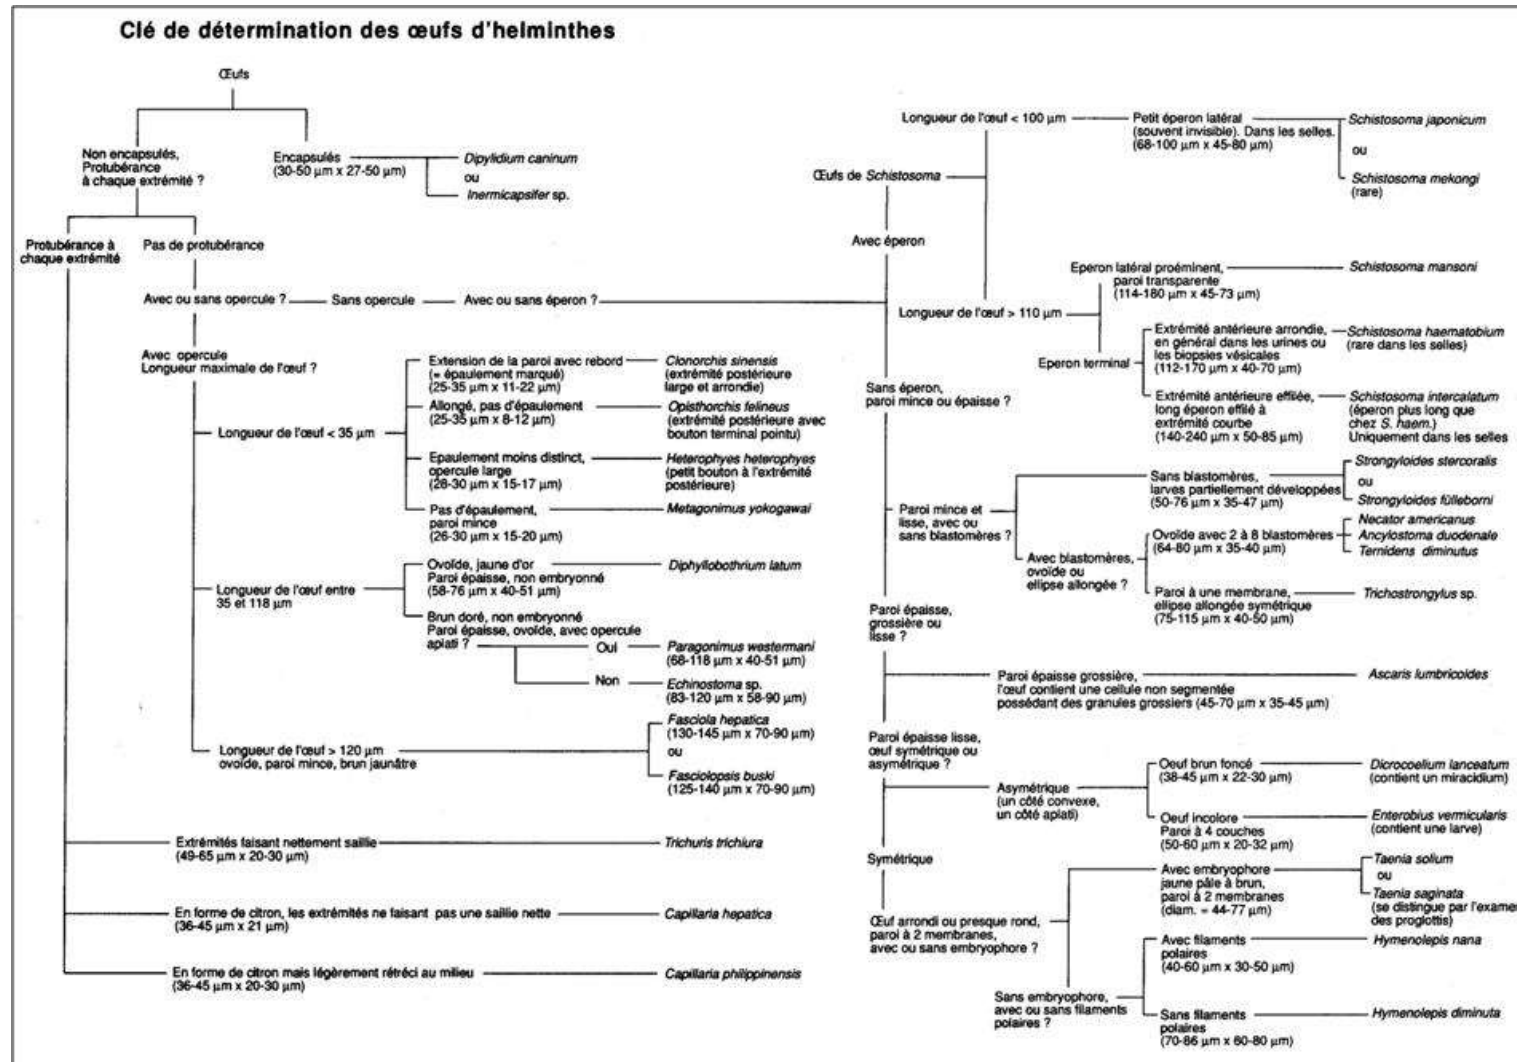 Clé de détermination des œufs d'helminthes
Œufs
Non encapsulés,
Protubérance
à chaque extrémité ?
Encapsulés
(30-50 µm x 27-50 µm)
Dipylidium caninum
ou
Inermicapsifer sp.
Protubérance à
chaque extrémité
Pas de protubérance
Avec ou sans opercule ?
Sans opercule
Avec ou sans éperon ?
Avec opercule
Longueur maximale de l'œuf ?
Longueur de l'œuf < 35 µm
Extension de la paroi avec rebord
(= épaulement marqué)
(25-35 µm x 11-22 µm)
Clonorchis sinensis
(extrémité postérieure
large et arrondie)
Allongé, pas d'épaulement
(25-35 µm x 8-12 µm)
Opisthorchis felineus
(extrémité postérieure avec
bouton terminal pointu)
Epaulement moins distinct,
opercule large
(28-30 µm x 15-17 µm)
Heterophyes heterophyes
(petit bouton à l'extrémité
postérieure)
Pas d'épaulement,
paroi mince
(26-30 µm x 15-20 µm)
Metagonimus yokogawai
Longueur de l'œuf entre
35 et 118 µm
Ovoïde, jaune d'or
Paroi épaisse, non embryonné
(58-76 µm x 40-51 µm)
Diphyllobothrium latum
Brun doré, non embryonné
Paroi épaisse, ovoïde, avec opercule
aplati ?
Oui
Paragonimus westermani
(68-118 µm x 40-51 µm)
Non
Echinostoma sp.
(83-120 µm x 58-90 µm)
Longueur de l'œuf > 120 µm
ovoïde, paroi mince, brun jaunâtre
Fasciola hepatica
(130-145 µm x 70-90 µm)
ou
Fasciolopsis buski
(125-140 µm x 70-90 µm)
Extrémités faisant nettement saillie
(49-65 µm x 20-30 µm)
Trichuris trichiura
En forme de citron, les extrémités ne faisant pas une saillie nette
(36-45 µm x 21 µm)
Capillaria hepatica
En forme de citron mais légèrement rétréci au milieu
(36-45 µm x 20-30 µm)
Capillaria philippinensis
Œufs de Schistosoma
Longueur de l'œuf < 100 µm
Petit éperon latéral
(souvent invisible). Dans les selles.
(68-100 µm x 45-80 µm)
Schistosoma japonicum
ou
Schistosoma mekongi
(rare)
Avec éperon
Longueur de l'œuf > 110 µm
Eperon latéral proéminent,
paroi transparente
(114-180 µm x 45-73 µm)
Schistosoma mansoni
Eperon terminal
Extrémité antérieure arrondie,
en général dans les urines ou
les biopsies vésicales
(112-170 µm x 40-70 µm)
Schistosoma haematobium
(rare dans les selles)
Extrémité antérieure effilée,
long éperon effilé à
extrémité courbe
(140-240 µm x 50-85 µm)
Schistosoma intercalatum
(éperon plus long que
chez S. haem.)
Uniquement dans les selles
Sans éperon,
paroi mince ou épaisse ?
Paroi mince et
lisse, avec ou
sans blastomères ?
Sans blastomères,
larves partiellement développées
(50-76 µm x 35-47 µm)
Strongyloides stercoralis
ou
Strongyloides fülleborni
Avec blastomères,
ovoïde ou
ellipse allongée ?
Ovoïde avec 2 à 8 blastomères
(64-80 µm x 35-40 µm)
Necator americanus
Ancylostoma duodenale
Ternidens diminutus
Paroi à une membrane,
ellipse allongée symétrique
(75-115 µm x 40-50 µm)
Trichostrongylus sp.
Paroi épaisse,
grossière ou
lisse ?
Paroi épaisse grossière,
l'œuf contient une cellule non segmentée
possédant des granules grossiers (45-70 µm x 35-45 µm)
Ascaris lumbricoides
Paroi épaisse lisse,
œuf symétrique ou
asymétrique ?
Asymétrique
(un côté convexe,
un côté aplati)
Oeuf brun foncé
(38-45 µm x 22-30 µm)
Dicrocoelium lanceatum
(contient un miracidium)
Oeuf incolore
Paroi à 4 couches
(50-60 µm x 20-32 µm)
Enterobius vermicularis
(contient une larve)
Symétrique
Œuf arrondi ou presque rond,
paroi à 2 membranes,
avec ou sans embryophore ?
Avec embryophore
jaune pâle à brun,
paroi à 2 membranes
(diam. = 44-77 µm)
Taenia solium
ou
Taenia saginata
(se distingue par l'examen
des proglottis)
Sans embryophore,
avec ou sans filaments
polaires ?
Avec filaments
polaires
(40-60 µm x 30-50 µm)
Hymenolepis nana
Sans filaments
polaires
(70-86 µm x 60-80 µm)
Hymenolepis diminuta